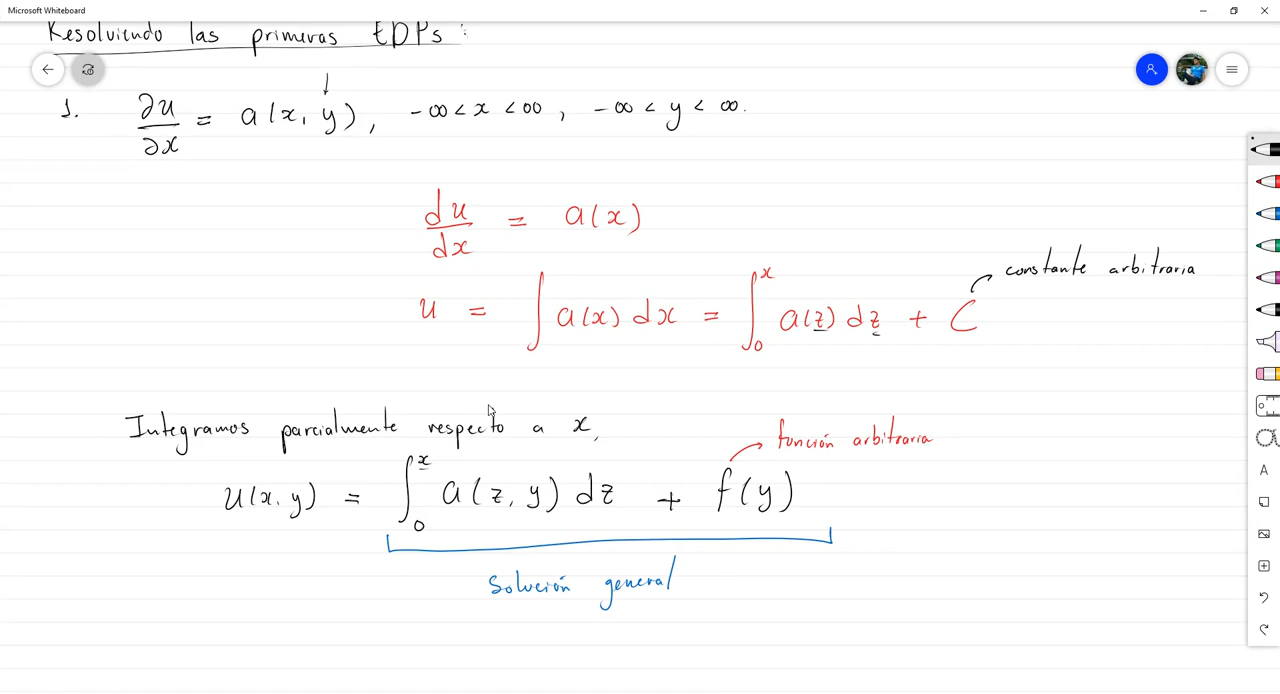 Microsoft Whiteboard
Resolviendo las primeras EDPs :
1. ∂u/∂x = a(x, y), -∞ < x < ∞, -∞ < y < ∞.
du/dx = a(x)
constante arbitraria
u = ∫ a(x) dx = ∫₀ˣ a(z) dz + C
Integramos parcialmente respecto a x,
función arbitraria
u(x, y) = ∫₀ˣ a(z, y) dz + f(y)
Solución general
A